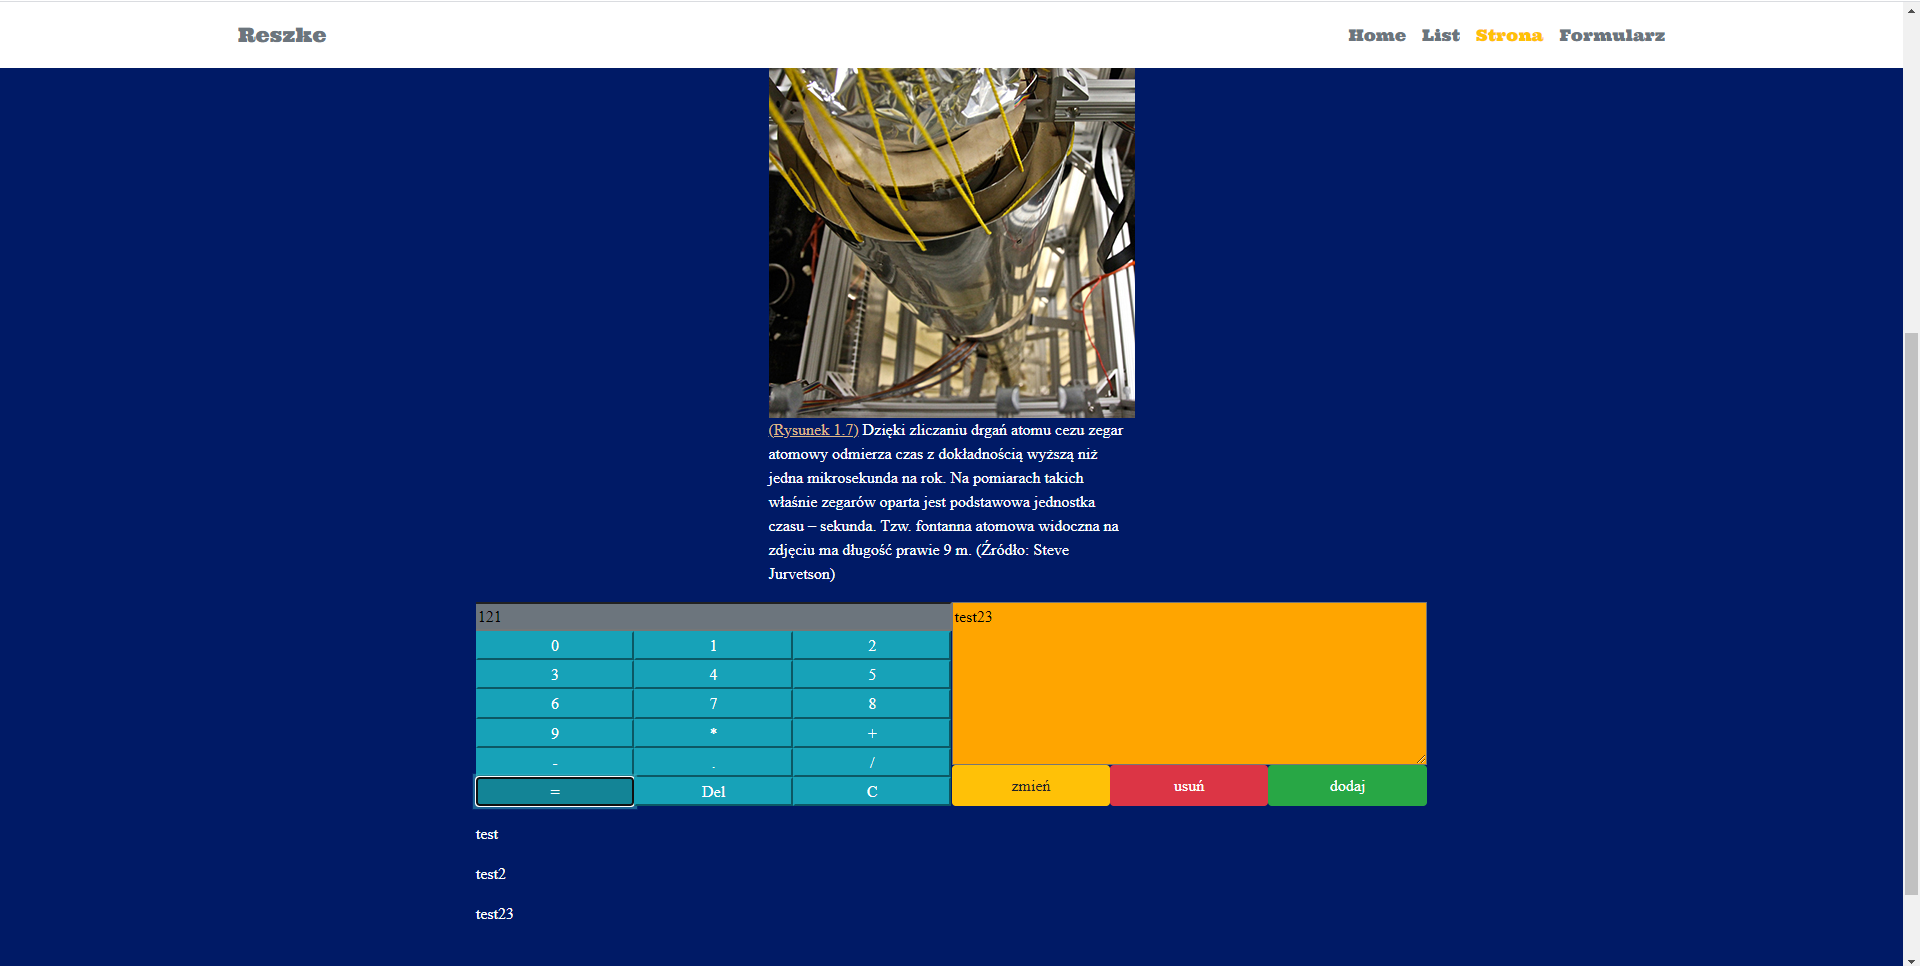 Reszke
Home List Strona Formularz
(Rysunek 1.7) Dzięki zliczaniu drgań atomu cezu zegar
atomowy odmierza czas z dokładnością wyższą niż
jedna mikrosekunda na rok. Na pomiarach takich
właśnie zegarów oparta jest podstawowa jednostka
czasu – sekunda. Tzw. fontanna atomowa widoczna na
zdjęciu ma długość prawie 9 m. (Źródło: Steve
Jurvetson)
121
0 1 2
3 4 5
6 7 8
9 * +
- . /
= Del C
test23
zmień usuń dodaj
test
test2
test23